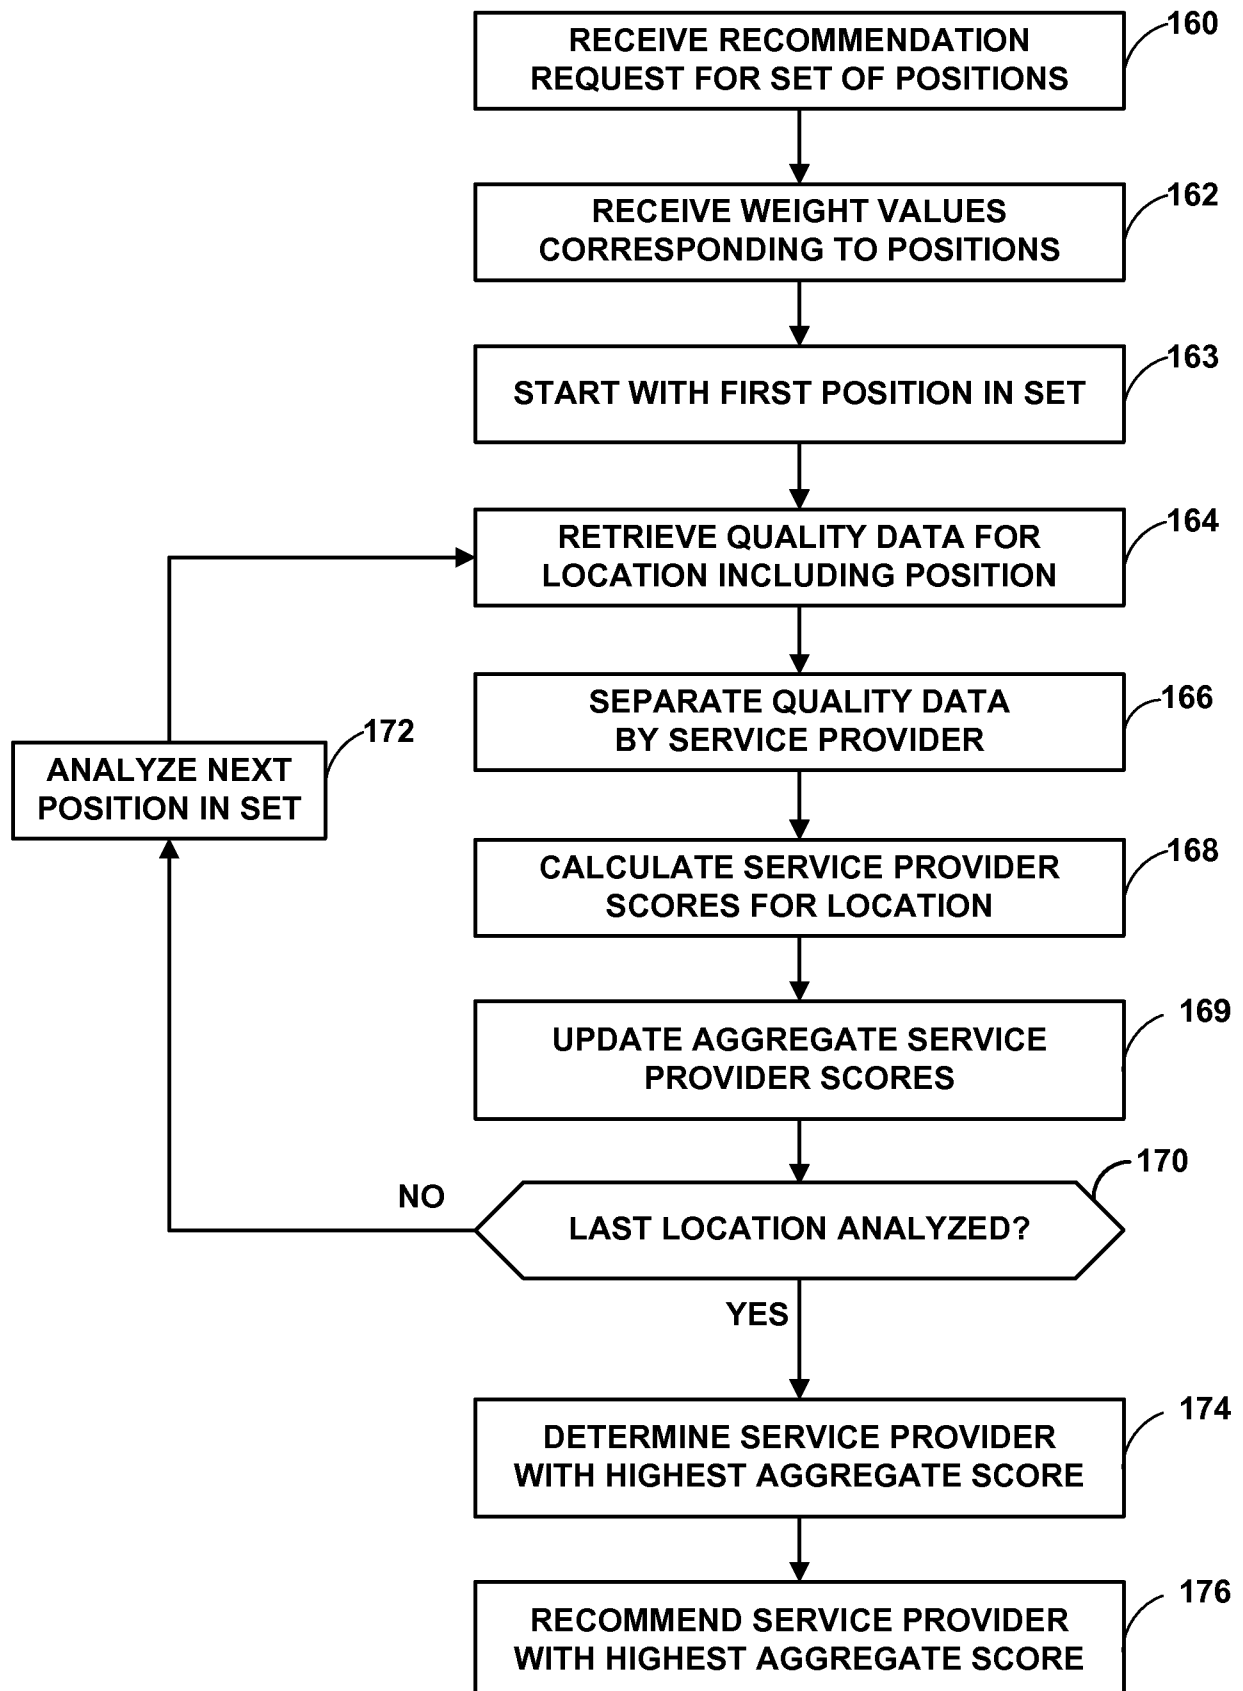 RECEIVE RECOMMENDATION
REQUEST FOR SET OF POSITIONS
160
RECEIVE WEIGHT VALUES
CORRESPONDING TO POSITIONS
162
START WITH FIRST POSITION IN SET
163
RETRIEVE QUALITY DATA FOR
LOCATION INCLUDING POSITION
164
SEPARATE QUALITY DATA
BY SERVICE PROVIDER
166
ANALYZE NEXT
POSITION IN SET
172
CALCULATE SERVICE PROVIDER
SCORES FOR LOCATION
168
UPDATE AGGREGATE SERVICE
PROVIDER SCORES
169
LAST LOCATION ANALYZED?
170
NO
YES
DETERMINE SERVICE PROVIDER
WITH HIGHEST AGGREGATE SCORE
174
RECOMMEND SERVICE PROVIDER
WITH HIGHEST AGGREGATE SCORE
176